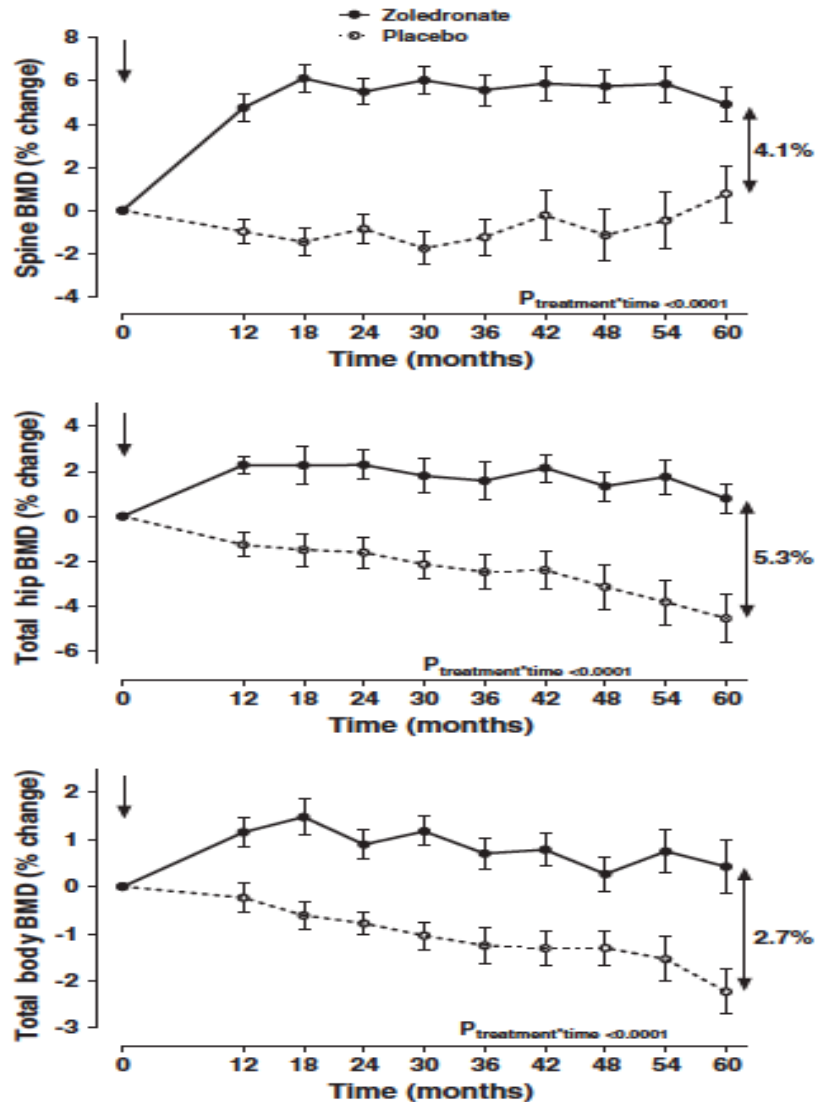 Zoledronate
Placebo
Spine BMD (% change)
8
6
4
2
0
-2
-4
4.1%
P treatment*time <0.0001
0 12 18 24 30 36 42 48 54 60
Time (months)
Total hip BMD (% change)
4
2
0
-2
-4
-6
5.3%
P treatment*time <0.0001
0 12 18 24 30 36 42 48 54 60
Time (months)
Total body BMD (% change)
2
1
0
-1
-2
-3
2.7%
P treatment*time <0.0001
0 12 18 24 30 36 42 48 54 60
Time (months)